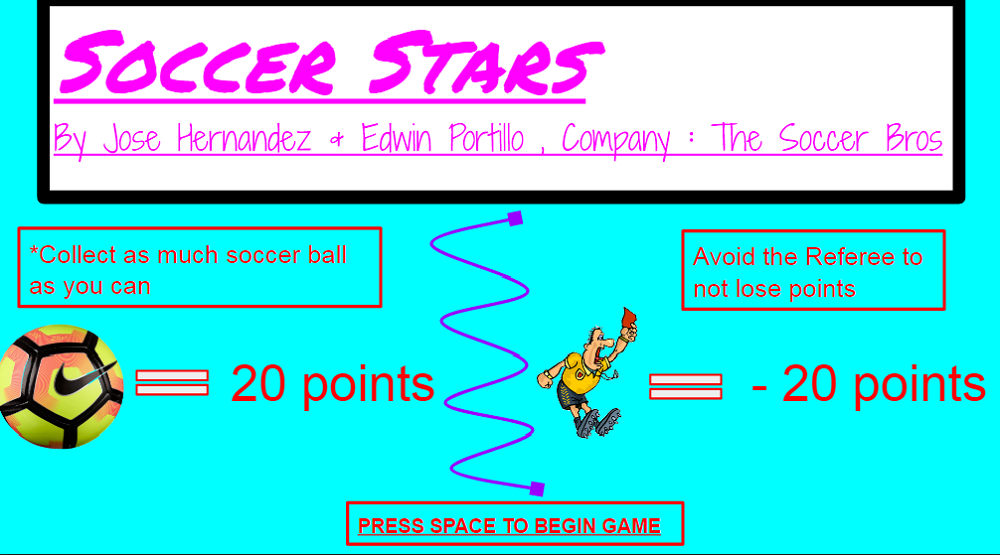 Soccer Stars
By Jose Hernandez & Edwin Portillo , Company : The Soccer Bros
*Collect as much soccer ball
as you can
Avoid the Referee to
not lose points
20 points
- 20 points
PRESS SPACE TO BEGIN GAME